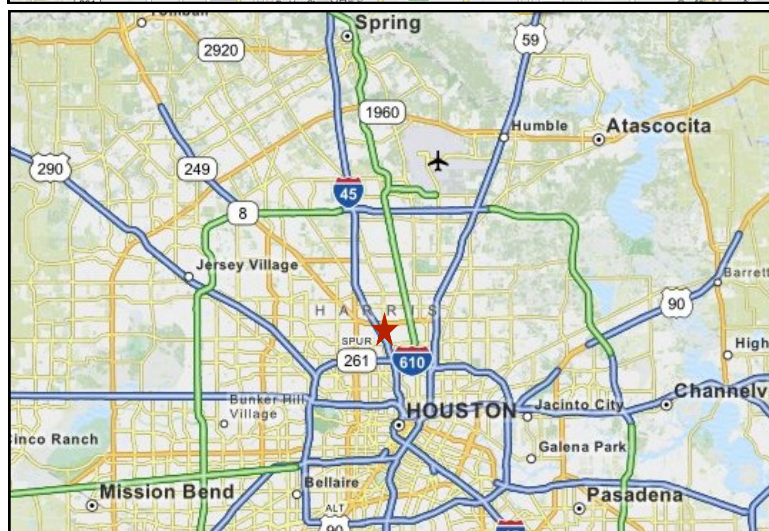 Spring
59
2920
1960
Humble
Atascocita
290
249
45
8
Jersey Village
Barrett
HARRIS
90
SPUR
261
610
High
Bunker Hill
Village
HOUSTON
Jacinto City
Channelv
Cinco Ranch
Galena Park
Bellaire
Mission Bend
Pasadena
ALT
90